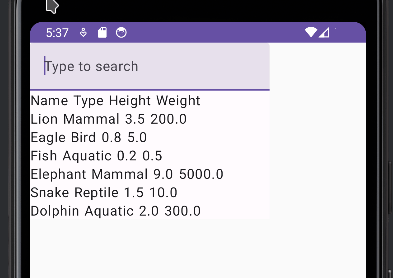 5:37
Type to search
Name Type Height Weight
Lion Mammal 3.5 200.0
Eagle Bird 0.8 5.0
Fish Aquatic 0.2 0.5
Elephant Mammal 9.0 5000.0
Snake Reptile 1.5 10.0
Dolphin Aquatic 2.0 300.0